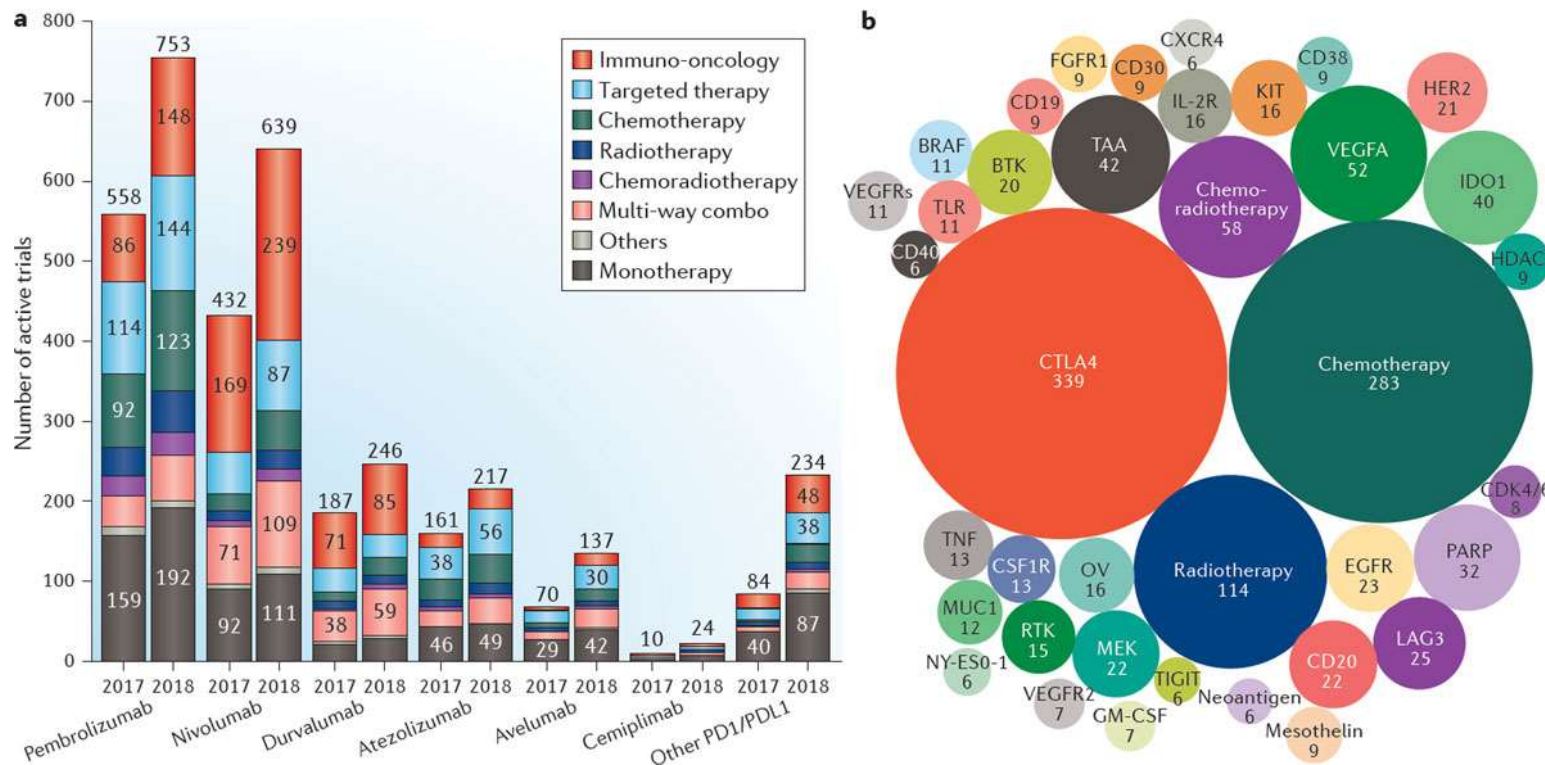 a
800
700
600
500
400
300
200
100
0
Number of active trials
558
86
114
92
159
753
148
144
123
192
432
169
71
92
639
239
87
109
111
187
71
38
246
85
59
161
38
46
217
56
49
70
29
137
30
42
10
24
84
40
234
48
38
87
2017 2018 2017 2018 2017 2018 2017 2018 2017 2018 2017 2018 2017 2018
Pembrolizumab
Nivolumab
Durvalumab
Atezolizumab
Avelumab
Cemiplimab
Other PD1/PDL1
Immuno-oncology
Targeted therapy
Chemotherapy
Radiotherapy
Chemoradiotherapy
Multi-way combo
Others
Monotherapy
b
CXCR4
6
FGFR1
9
CD30
9
CD38
9
CD19
9
IL-2R
16
KIT
16
HER2
21
BRAF
11
BTK
20
TAA
42
VEGFA
52
IDO1
40
VEGFRs
11
TLR
11
Chemo-
radiotherapy
58
CD40
6
HDAC
9
CTLA4
339
Chemotherapy
283
CDK4/6
8
TNF
13
CSF1R
13
OV
16
Radiotherapy
114
EGFR
23
PARP
32
MUC1
12
RTK
15
MEK
22
LAG3
25
NY-ES0-1
6
TIGIT
6
CD20
22
VEGFR2
7
GM-CSF
7
Neoantigen
6
Mesothelin
9